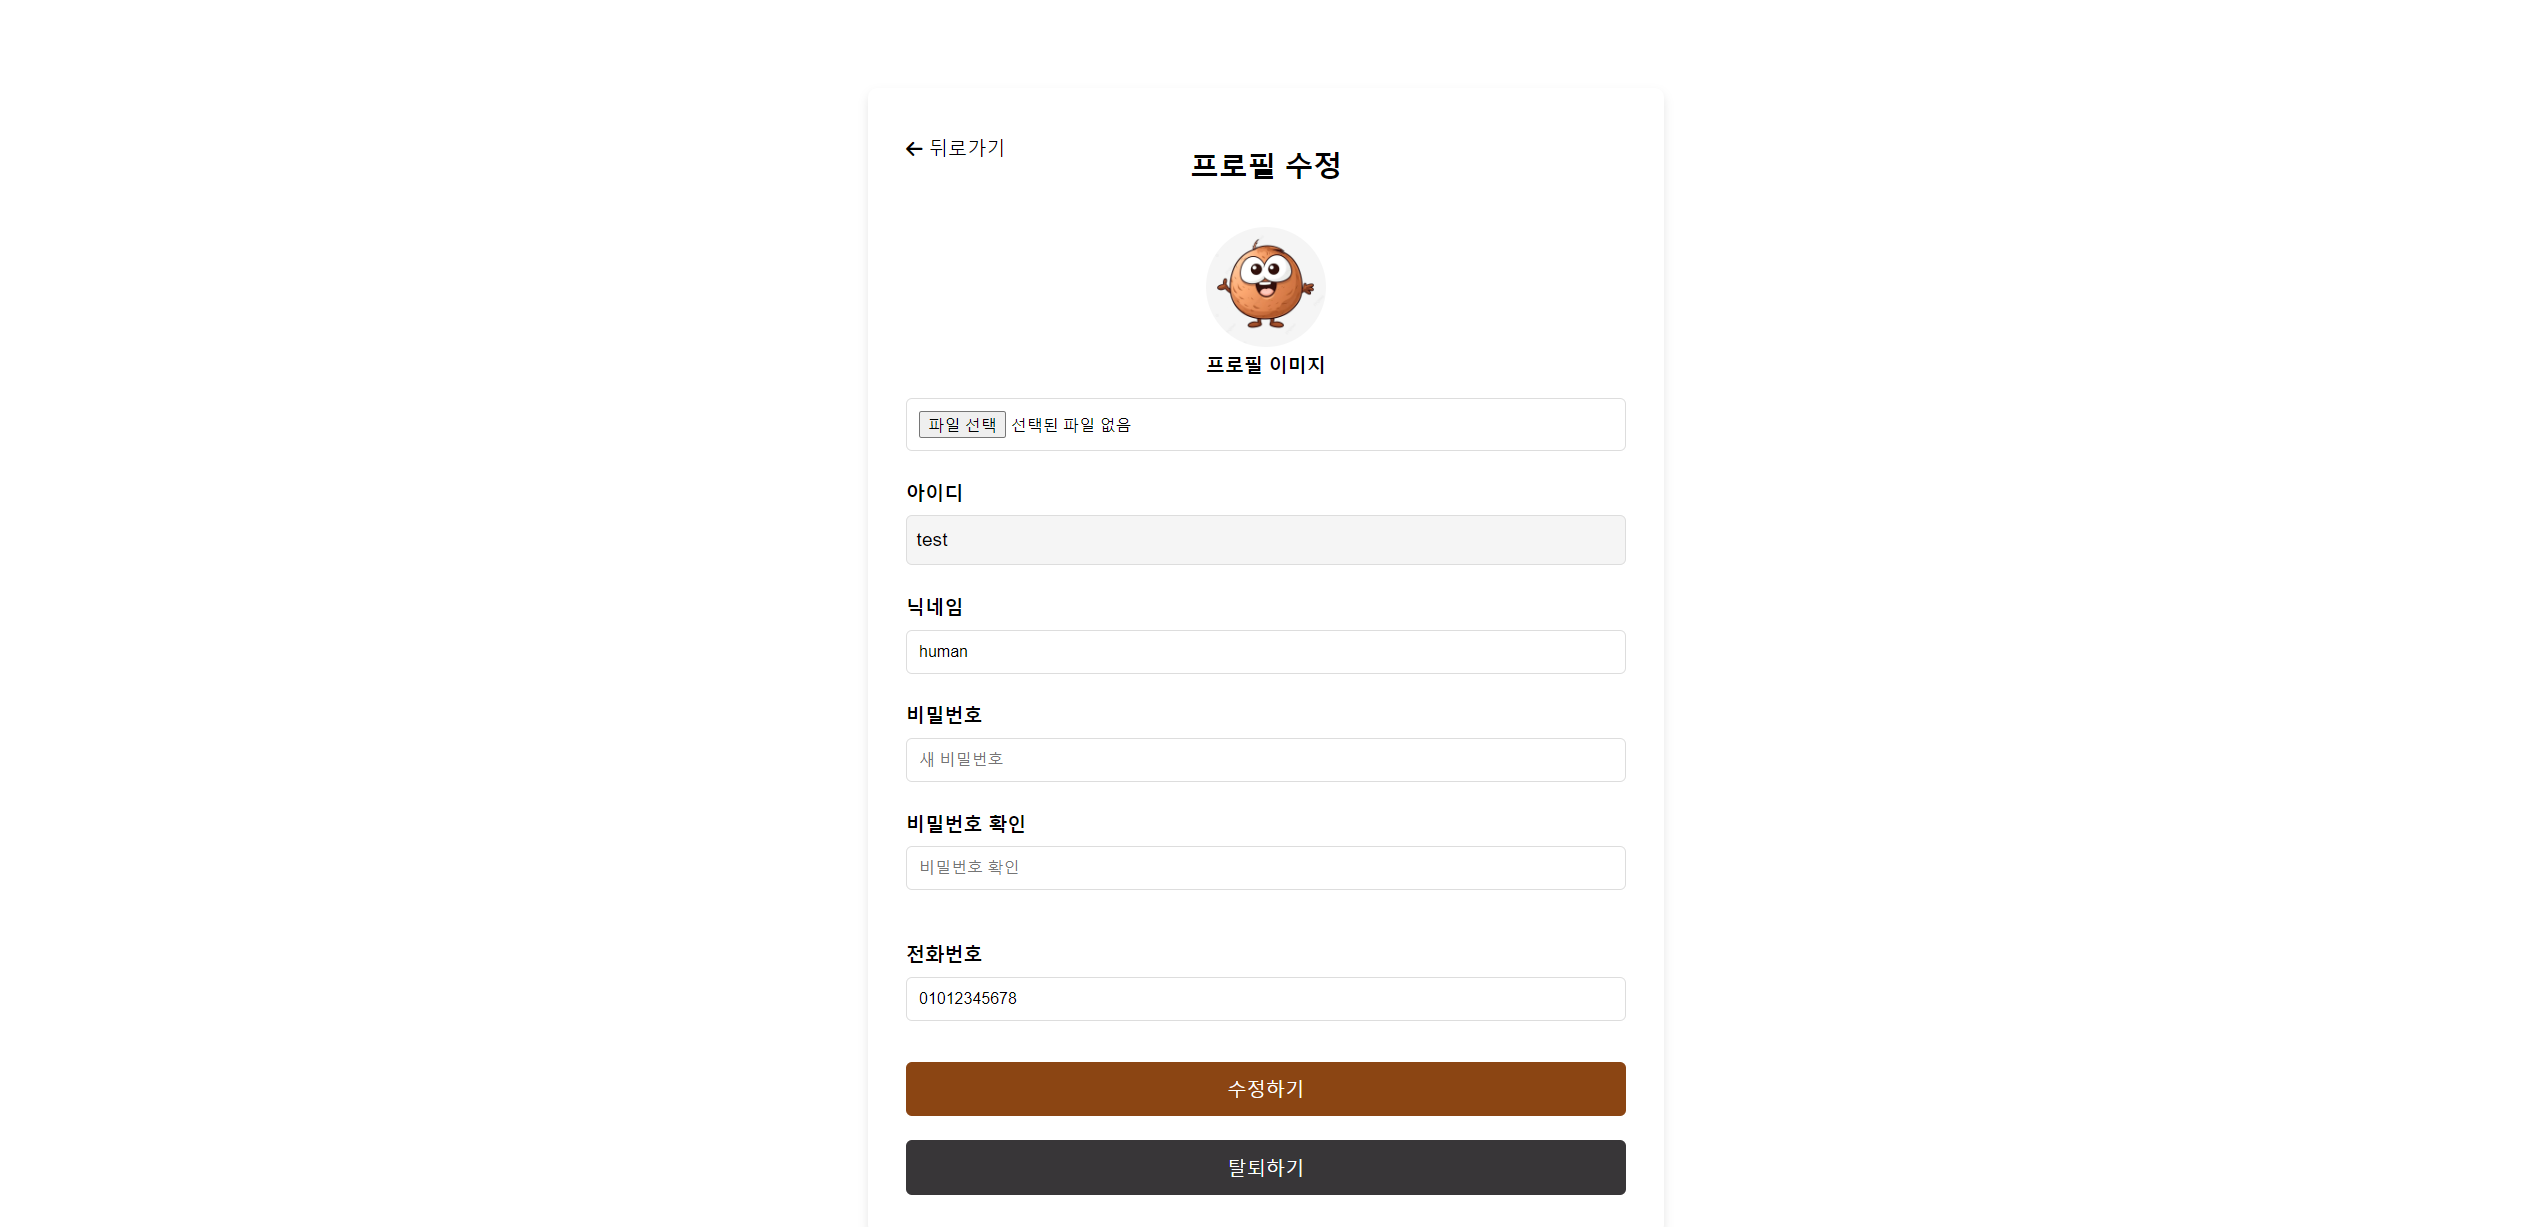 뒤로가기
프로필 수정
프로필 이미지
파일 선택 선택된 파일 없음
아이디
test
닉네임
human
비밀번호
새 비밀번호
비밀번호 확인
비밀번호 확인
전화번호
01012345678
수정하기
탈퇴하기